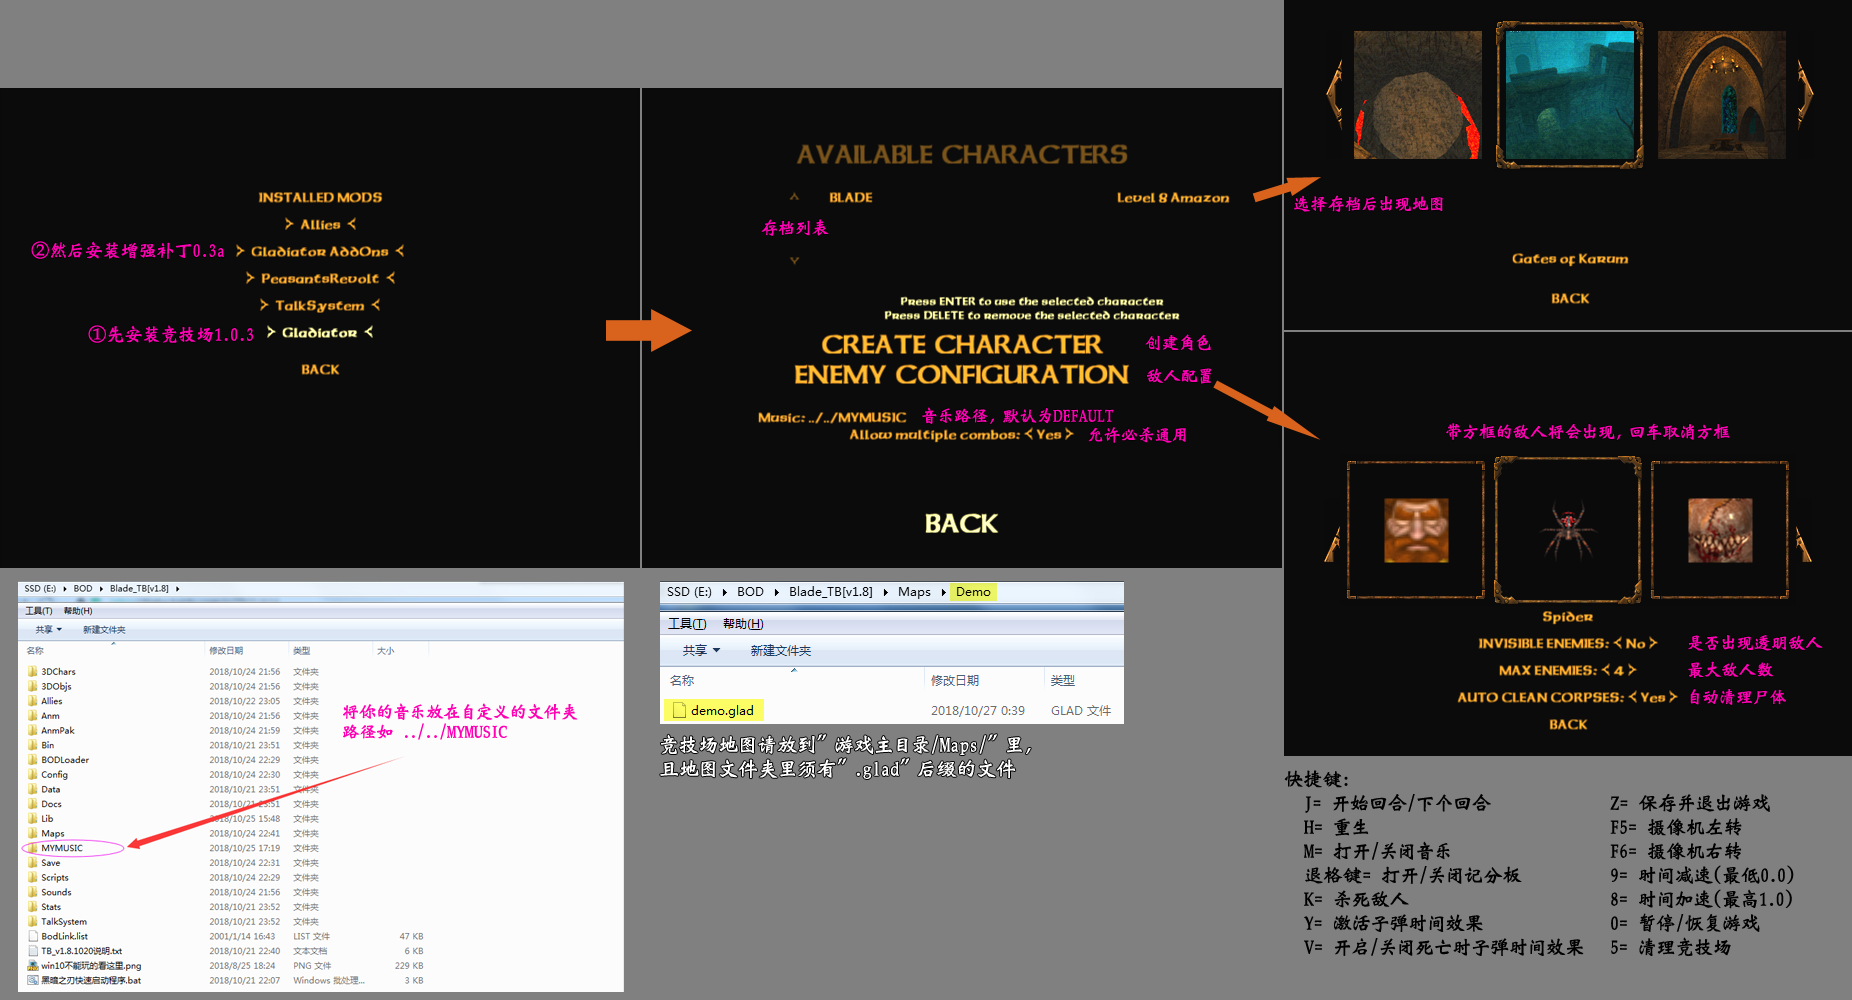 INSTALLED MODS
> Allies <
②然后安装增强补丁0.3a > Gladiator AddOns <
> PeasantsRevolt <
> TalkSystem <
①先安装竞技场1.0.3 > Gladiator <
BACK
AVAILABLE CHARACTERS
BLADE Level 8 Amazon
存档列表
Press ENTER to use the selected character
Press DELETE to remove the selected character
CREATE CHARACTER 创建角色
ENEMY CONFIGURATION 敌人配置
Music: ../../MYMUSIC 音乐路径，默认为DEFAULT
Allow multiple combos: < Yes > 允许必杀通用
BACK
选择存档后出现地图
Gates of Karum
BACK
带方框的敌人将会出现，回车取消方框
Spider
INVISIBLE ENEMIES: < No > 是否出现透明敌人
MAX ENEMIES: < 4 > 最大敌人数
AUTO CLEAN CORPSES: < Yes > 自动清理尸体
BACK
SSD (E:) ▸ BOD ▸ Blade_TB[v1.8] ▸
工具(T) 帮助(H)
共享 ▼ 新建文件夹
名称 修改日期 类型 大小
3DChars 2018/10/24 21:56 文件夹
3DObjs 2018/10/24 21:56 文件夹
Allies 2018/10/22 23:05 文件夹
Anm 2018/10/24 21:56 文件夹
AnmPak 2018/10/24 21:59 文件夹
Bin 2018/10/21 23:51 文件夹
BODLoader 2018/10/24 22:29 文件夹
Config 2018/10/24 22:30 文件夹
Data 2018/10/21 23:51 文件夹
Docs 2018/10/21 23:51 文件夹
Lib 2018/10/25 15:48 文件夹
Maps 2018/10/24 22:41 文件夹
MYMUSIC 2018/10/25 17:19 文件夹
Save 2018/10/24 22:31 文件夹
Scripts 2018/10/24 22:29 文件夹
Sounds 2018/10/24 21:56 文件夹
Stats 2018/10/21 23:52 文件夹
TalkSystem 2018/10/21 23:52 文件夹
BodLink.list 2001/1/14 16:43 LIST 文件 47 KB
TB_v1.8.1020说明.txt 2018/10/21 22:40 文本文档 6 KB
win10不能玩的看这里.png 2018/8/25 18:24 PNG 文件 229 KB
黑暗之刃快速启动程序.bat 2018/10/21 22:07 Windows 批处理... 3 KB
将你的音乐放在自定义的文件夹
路径如 ../../MYMUSIC
SSD (E:) ▸ BOD ▸ Blade_TB[v1.8] ▸ Maps ▸ Demo
工具(T) 帮助(H)
共享 ▼ 新建文件夹
名称 修改日期 类型
demo.glad 2018/10/27 0:39 GLAD 文件
竞技场地图请放到"游戏主目录/Maps/"里，
且地图文件夹里须有".glad"后缀的文件
快捷键：
J= 开始回合/下个回合
H= 重生
M= 打开/关闭音乐
退格键= 打开/关闭记分板
K= 杀死敌人
Y= 激活子弹时间效果
V= 开启/关闭死亡时子弹时间效果
Z= 保存并退出游戏
F5= 摄像机左转
F6= 摄像机右转
9= 时间减速(最低0.0)
8= 时间加速(最高1.0)
0= 暂停/恢复游戏
5= 清理竞技场